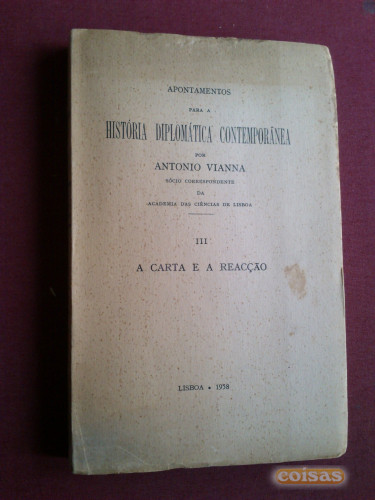 APONTAMENTOS
PARA A
HISTÓRIA DIPLOMÁTICA CONTEMPORÂNEA
POR
ANTONIO VIANNA
SÓCIO CORRESPONDENTE
DA
ACADEMIA DAS CIÊNCIAS DE LISBOA
III
A CARTA E A REACÇÃO
LISBOA • 1958
coisas